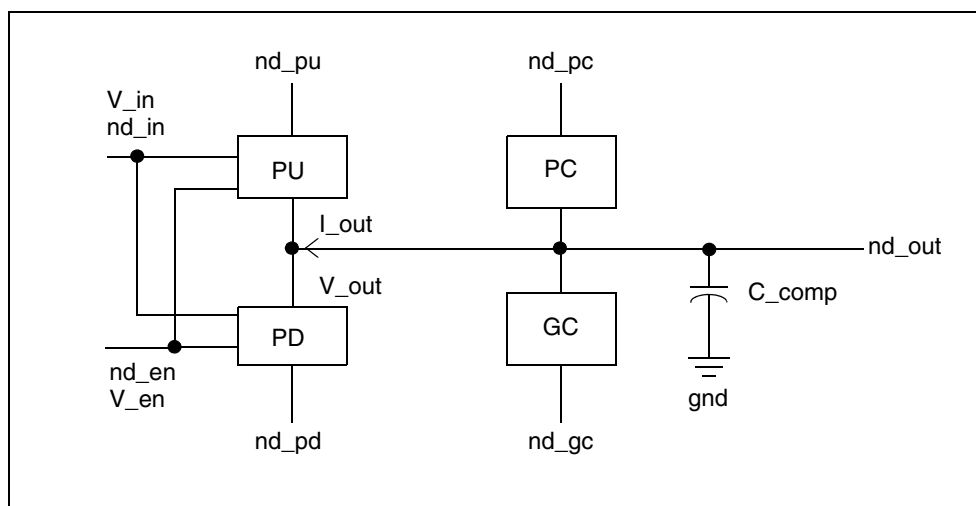 nd_pu
nd_pc
V_in
nd_in
PU
PC
I_out
nd_out
V_out
C_comp
PD
GC
nd_en
V_en
gnd
nd_pd
nd_gc